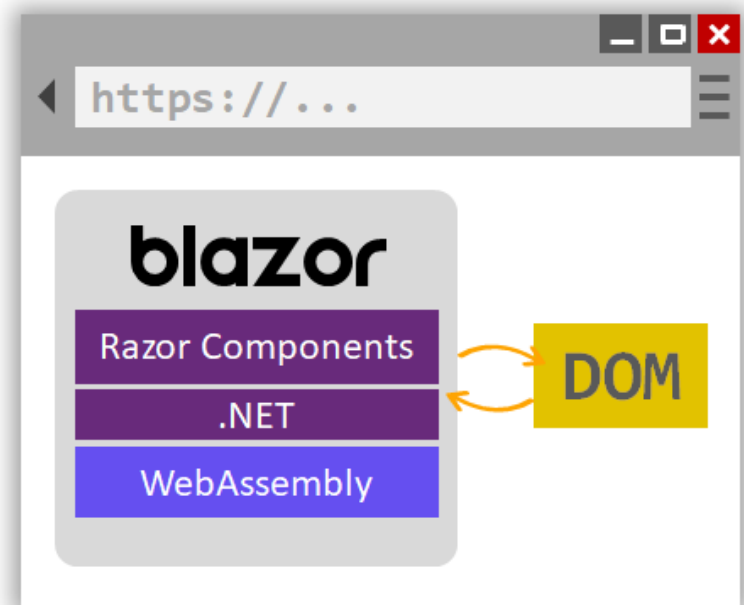 https://...
blazor
Razor Components
.NET
WebAssembly
DOM